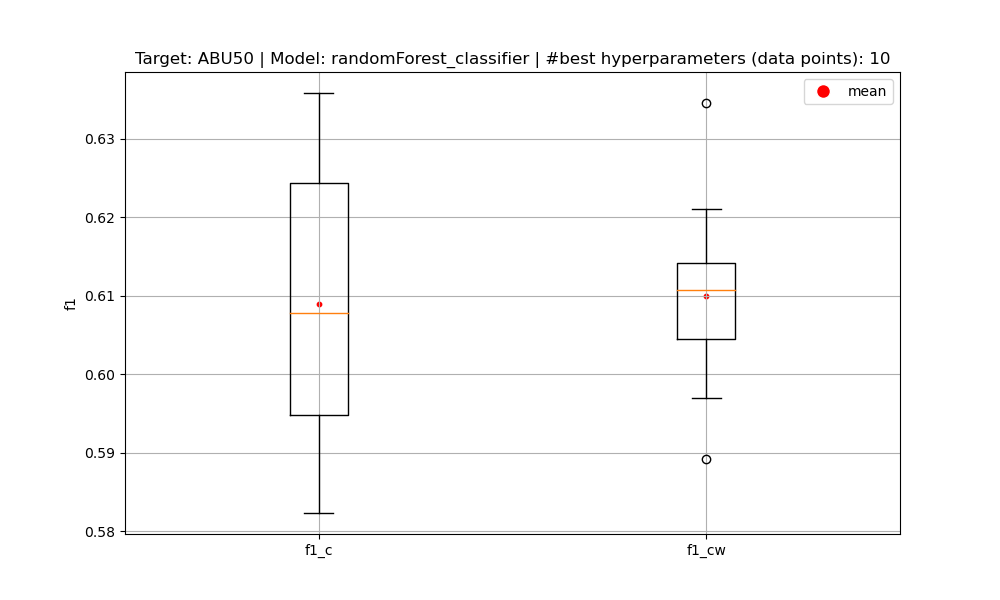 Target: ABU50 | Model: randomForest_classifier | #best hyperparameters (data points): 10
mean
0.63
0.62
0.61
0.60
0.59
0.58
f1
f1_c
f1_cw